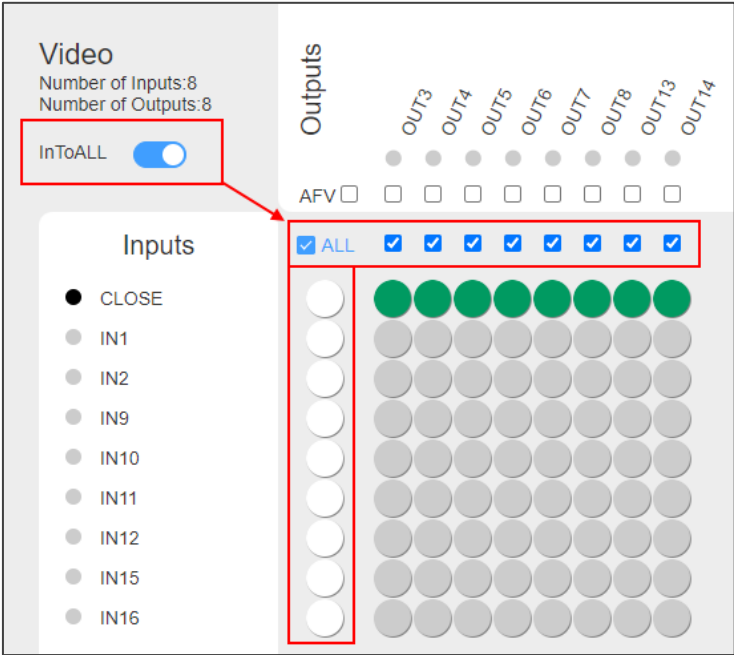 Video
Number of Inputs:8
Number of Outputs:8
InToALL
Outputs
OUT3
OUT4
OUT5
OUT6
OUT7
OUT8
OUT13
OUT14
AFV
Inputs
ALL
CLOSE
IN1
IN2
IN9
IN10
IN11
IN12
IN15
IN16